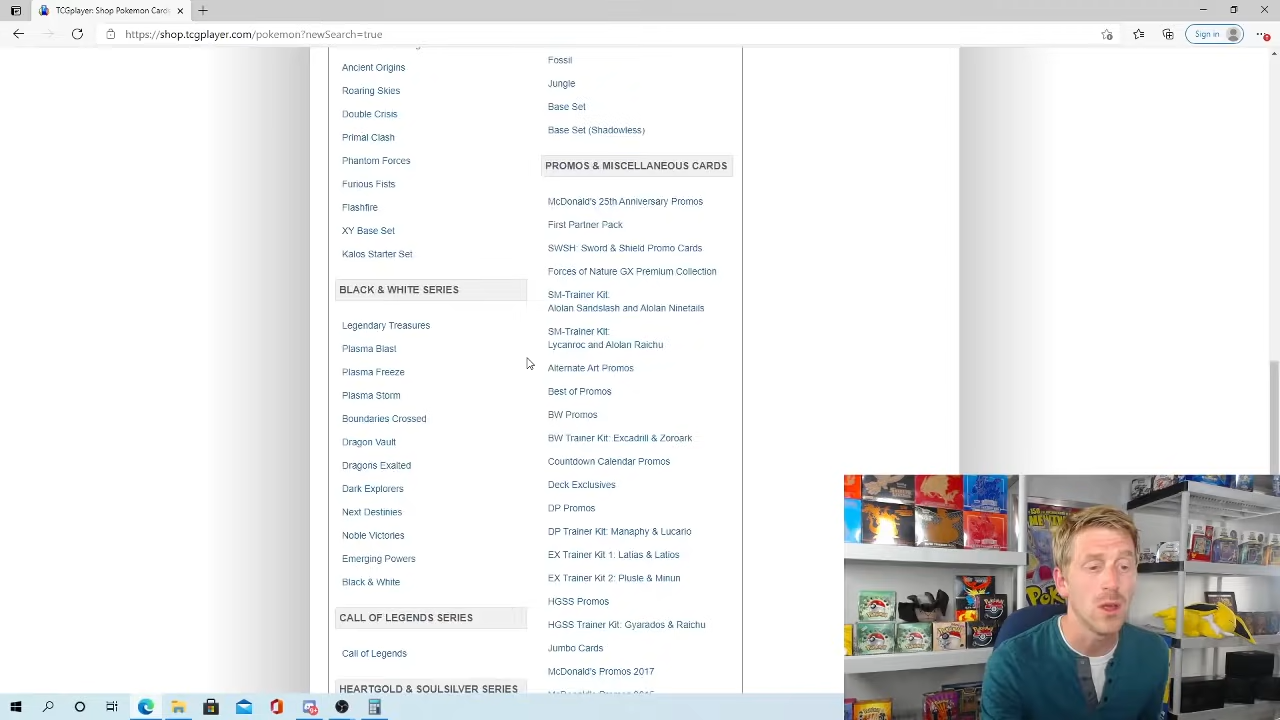 TCGplayer: Shop Pokemon Card
https://shop.tcgplayer.com/pokemon?newSearch=true
Sign in
Ancient Origins
Roaring Skies
Double Crisis
Primal Clash
Phantom Forces
Furious Fists
Flashfire
XY Base Set
Kalos Starter Set
BLACK & WHITE SERIES
Legendary Treasures
Plasma Blast
Plasma Freeze
Plasma Storm
Boundaries Crossed
Dragon Vault
Dragons Exalted
Dark Explorers
Next Destinies
Noble Victories
Emerging Powers
Black & White
CALL OF LEGENDS SERIES
Call of Legends
HEARTGOLD & SOULSILVER SERIES
Fossil
Jungle
Base Set
Base Set (Shadowless)
PROMOS & MISCELLANEOUS CARDS
McDonald's 25th Anniversary Promos
First Partner Pack
SWSH: Sword & Shield Promo Cards
Forces of Nature GX Premium Collection
SM-Trainer Kit:
Alolan Sandslash and Alolan Ninetails
SM-Trainer Kit:
Lycanroc and Alolan Raichu
Alternate Art Promos
Best of Promos
BW Promos
BW Trainer Kit: Excadrill & Zoroark
Countdown Calendar Promos
Deck Exclusives
DP Promos
DP Trainer Kit: Manaphy & Lucario
EX Trainer Kit 1: Latias & Latios
EX Trainer Kit 2: Plusle & Minun
HGSS Promos
HGSS Trainer Kit: Gyarados & Raichu
Jumbo Cards
McDonald's Promos 2017